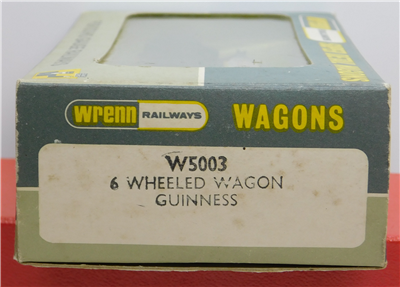 wrenn RAILWAYS WAGONS
W5003
6 WHEELED WAGON
GUINNESS